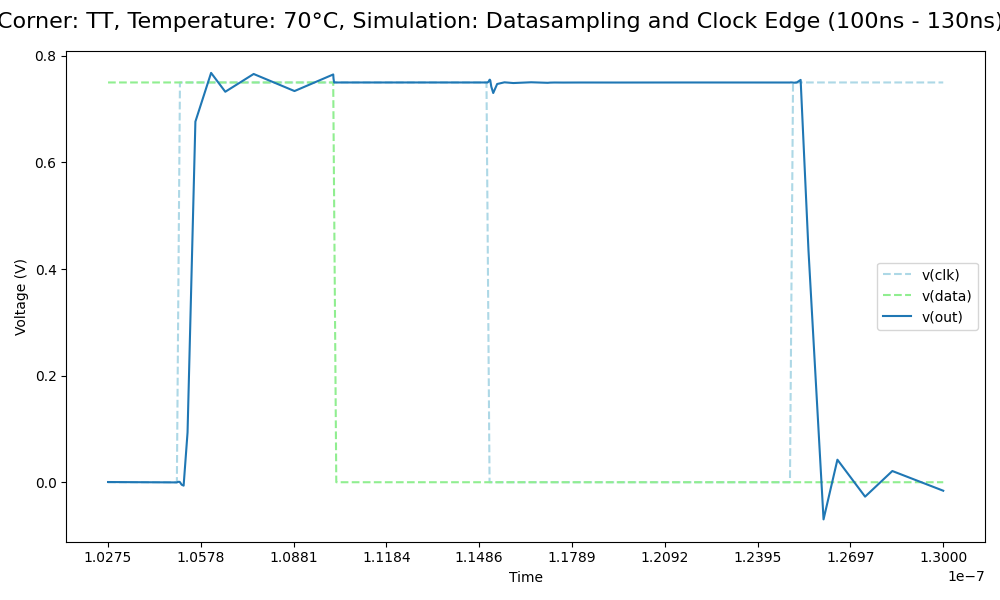 Corner: TT, Temperature: 70°C, Simulation: Datasampling and Clock Edge (100ns - 130ns)
0.8
0.6
0.4
0.2
0.0
Voltage (V)
v(clk)
v(data)
v(out)
1.0275 1.0578 1.0881 1.1184 1.1486 1.1789 1.2092 1.2395 1.2697 1.3000
1e−7
Time